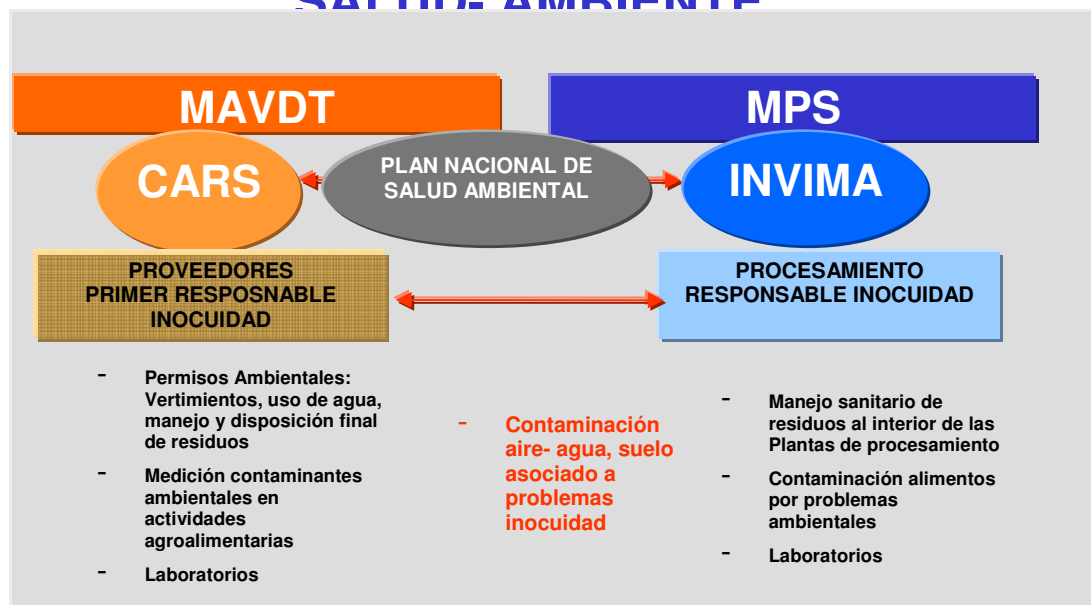 SALUD- AMBIENTE
MAVDT
MPS
CARS
PLAN NACIONAL DE
SALUD AMBIENTAL
INVIMA
PROVEEDORES
PRIMER RESPOSNABLE
INOCUIDAD
PROCESAMIENTO
RESPONSABLE INOCUIDAD
- Permisos Ambientales:
Vertimientos, uso de agua,
manejo y disposición final
de residuos
- Medición contaminantes
ambientales en
actividades
agroalimentarias
- Laboratorios
- Contaminación
aire- agua, suelo
asociado a
problemas
inocuidad
- Manejo sanitario de
residuos al interior de las
Plantas de procesamiento
- Contaminación alimentos
por problemas
ambientales
- Laboratorios